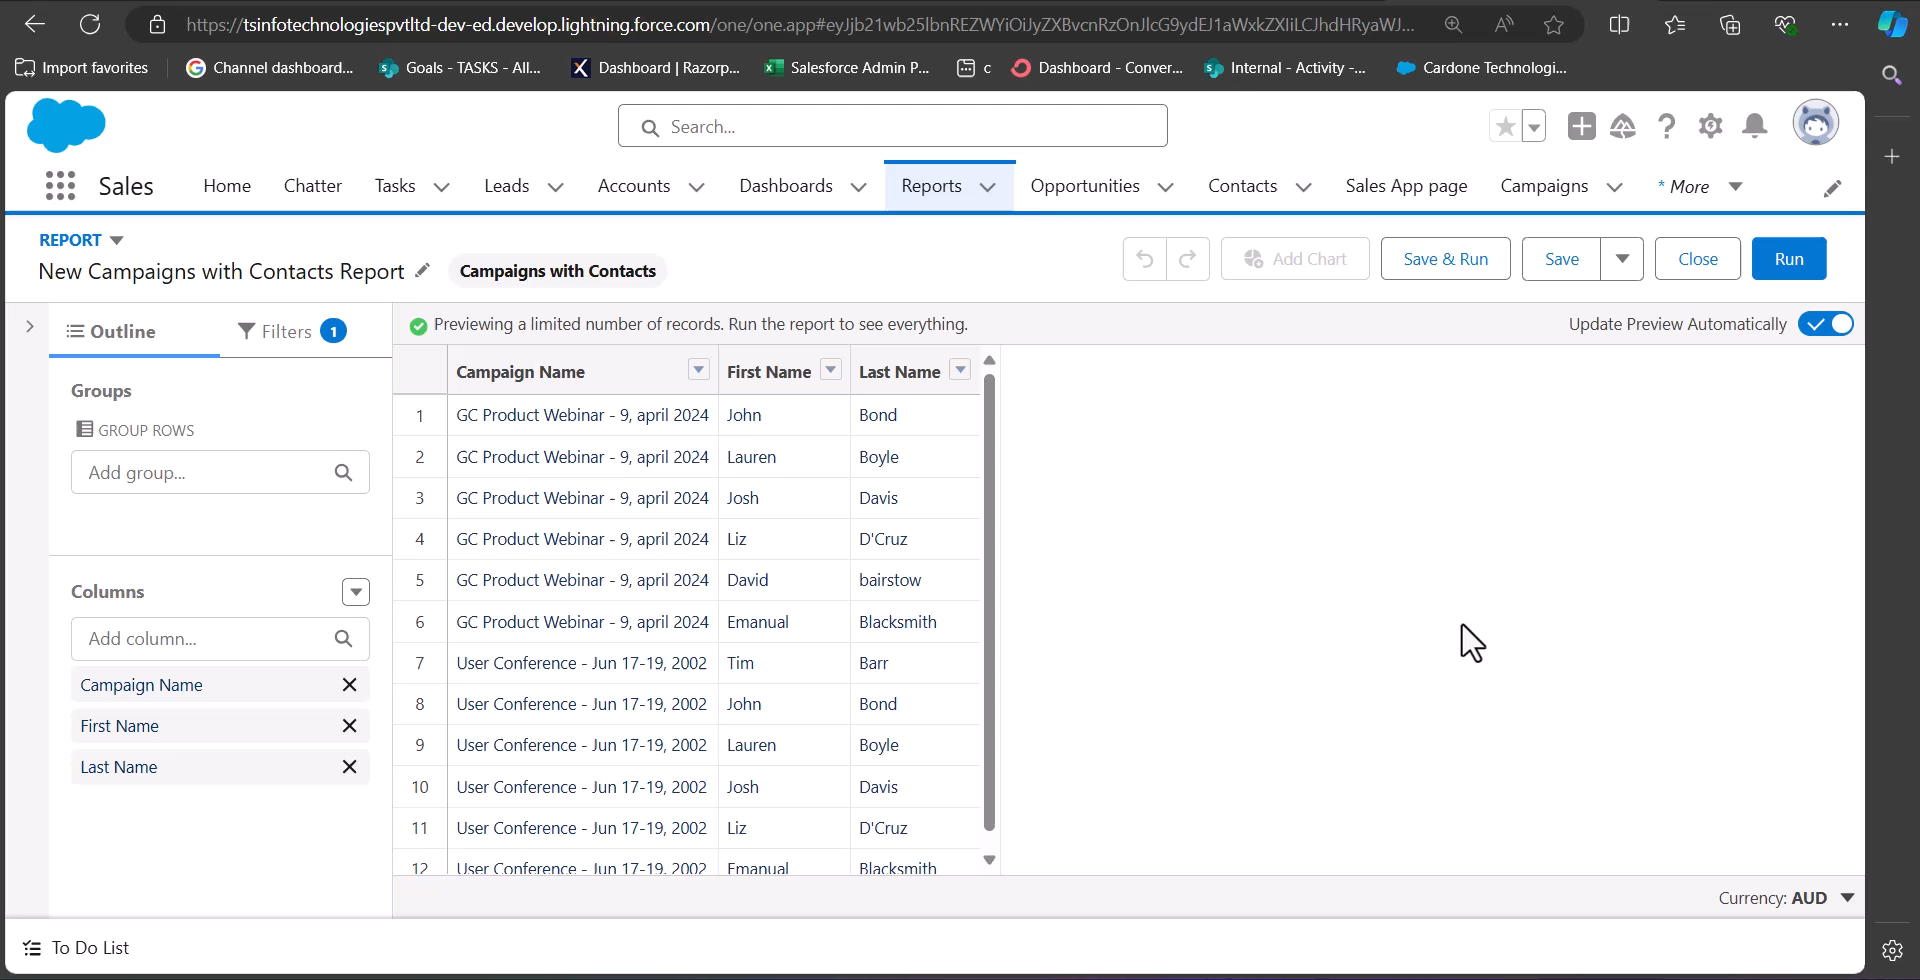 https://tsinfotechnologiespvtltd-dev-ed.develop.lightning.force.com/one/one.app#eyJjb21wb25lbnREZWYiOiJyZXBvcnRzOnJlcG9ydEJ1aWxkZXIiLCJhdHRyaWJ...
Import favorites
Channel dashboard...
Goals - TASKS - All...
Dashboard | Razorp...
Salesforce Admin P...
c
Dashboard - Conver...
Internal - Activity -...
Cardone Technologi...
Search...
Sales
Home
Chatter
Tasks
Leads
Accounts
Dashboards
Reports
Opportunities
Contacts
Sales App page
Campaigns
* More
REPORT
New Campaigns with Contacts Report
Campaigns with Contacts
Add Chart
Save & Run
Save
Close
Run
Outline
Filters 1
Previewing a limited number of records. Run the report to see everything.
Update Preview Automatically
Groups
GROUP ROWS
Add group...
Columns
Add column...
Campaign Name
First Name
Last Name
Campaign Name First Name Last Name
1 GC Product Webinar - 9, april 2024 John Bond
2 GC Product Webinar - 9, april 2024 Lauren Boyle
3 GC Product Webinar - 9, april 2024 Josh Davis
4 GC Product Webinar - 9, april 2024 Liz D'Cruz
5 GC Product Webinar - 9, april 2024 David bairstow
6 GC Product Webinar - 9, april 2024 Emanual Blacksmith
7 User Conference - Jun 17-19, 2002 Tim Barr
8 User Conference - Jun 17-19, 2002 John Bond
9 User Conference - Jun 17-19, 2002 Lauren Boyle
10 User Conference - Jun 17-19, 2002 Josh Davis
11 User Conference - Jun 17-19, 2002 Liz D'Cruz
12 User Conference - Jun 17-19, 2002 Emanual Blacksmith
Currency: AUD
To Do List